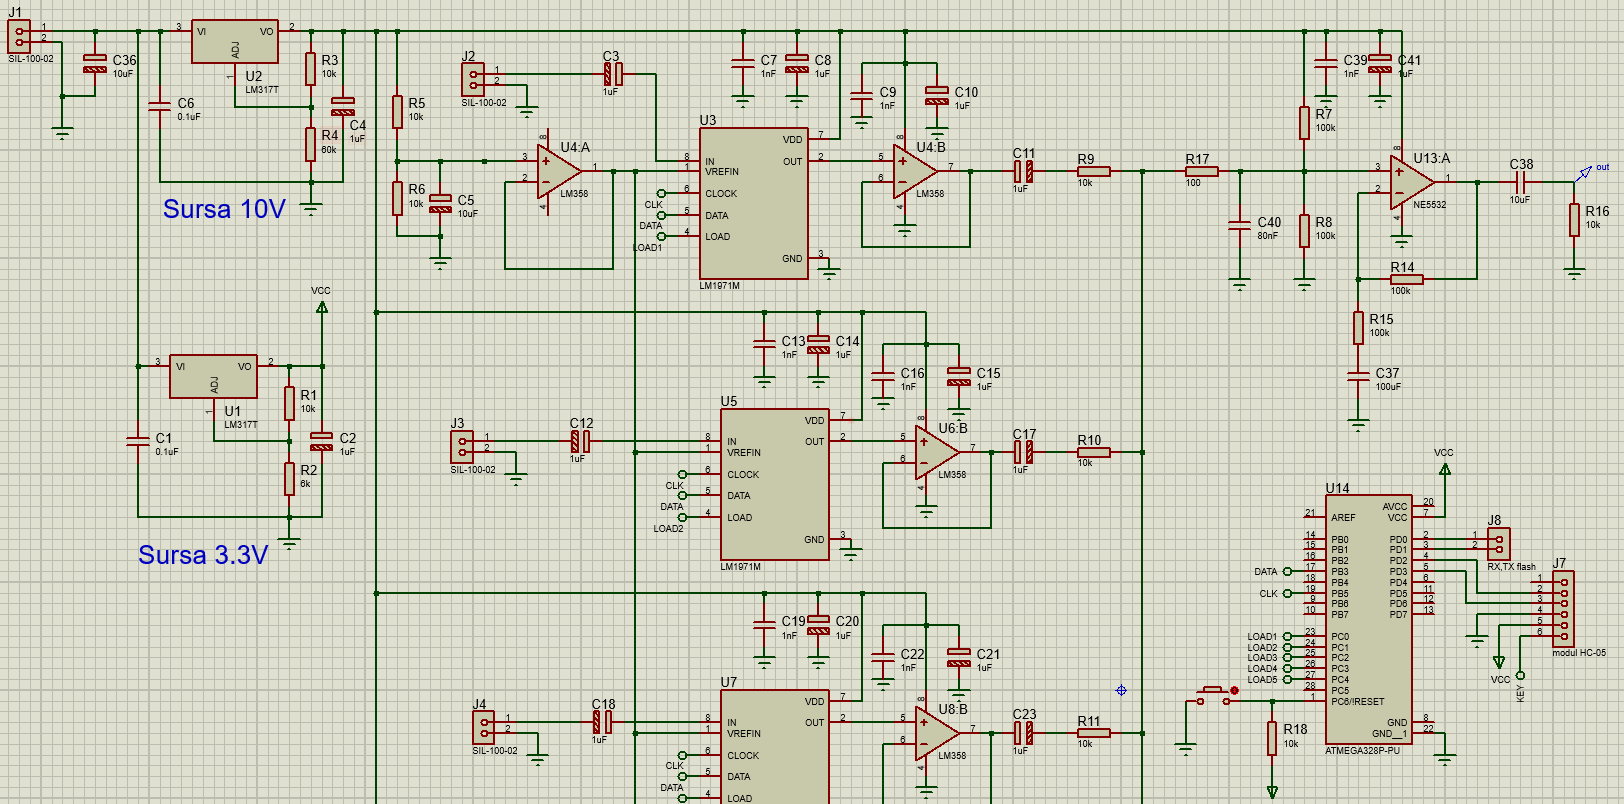 J1
1
2
SIL-100-02
C36
10uF
3
VI
VO
2
ADJ
1
U2
LM317T
C6
0.1uF
R3
10k
R4
60k
C4
1uF
Sursa 10V
R5
10k
R6
10k
C5
10uF
J2
1
2
SIL-100-02
C3
1uF
U4:A
3
2
1
8
4
LM358
U3
8
IN
1
VREFIN
6
CLOCK
5
DATA
4
LOAD
VDD
7
OUT
2
GND
3
LM1971M
CLK
DATA
LOAD1
C7
1nF
C8
1uF
C9
1nF
C10
1uF
U4:B
5
6
7
8
4
LM358
C11
1uF
R9
10k
R17
100
C40
80nF
R7
100k
R8
100k
C39
1nF
C41
1uF
U13:A
3
2
1
8
4
NE5532
C38
10uF
out
R16
10k
R14
100k
R15
100k
C37
100uF
VCC
3
VI
VO
2
ADJ
1
U1
LM317T
R1
10k
R2
6k
C1
0.1uF
C2
1uF
Sursa 3.3V
J3
1
2
SIL-100-02
C12
1uF
U5
8
IN
1
VREFIN
6
CLOCK
5
DATA
4
LOAD
VDD
7
OUT
2
GND
3
LM1971M
CLK
DATA
LOAD2
C13
1nF
C14
1uF
C16
1nF
C15
1uF
U6:B
5
6
7
8
4
LM358
C17
1uF
R10
10k
J4
1
2
SIL-100-02
C18
1uF
U7
8
IN
1
VREFIN
6
CLOCK
5
DATA
4
LOAD
VDD
7
OUT
2
CLK
DATA
C19
1nF
C20
1uF
C22
1nF
C21
1uF
U8:B
5
6
7
8
4
LM358
C23
1uF
R11
10k
VCC
U14
21
AREF
14
PB0
15
PB1
16
PB2
17
PB3
18
PB4
19
PB5
9
PB6
10
PB7
23
PC0
24
PC1
25
PC2
26
PC3
27
PC4
28
PC5
1
PC6/!RESET
AVCC
20
VCC
7
PD0
2
PD1
3
PD2
4
PD3
5
PD4
6
PD5
11
PD6
12
PD7
13
GND
8
GND__1
22
ATMEGA328P-PU
DATA
CLK
LOAD1
LOAD2
LOAD3
LOAD4
LOAD5
R18
10k
J8
1
2
RX,TX flash
J7
1
2
3
4
5
6
modul HC-05
VCC
KEY